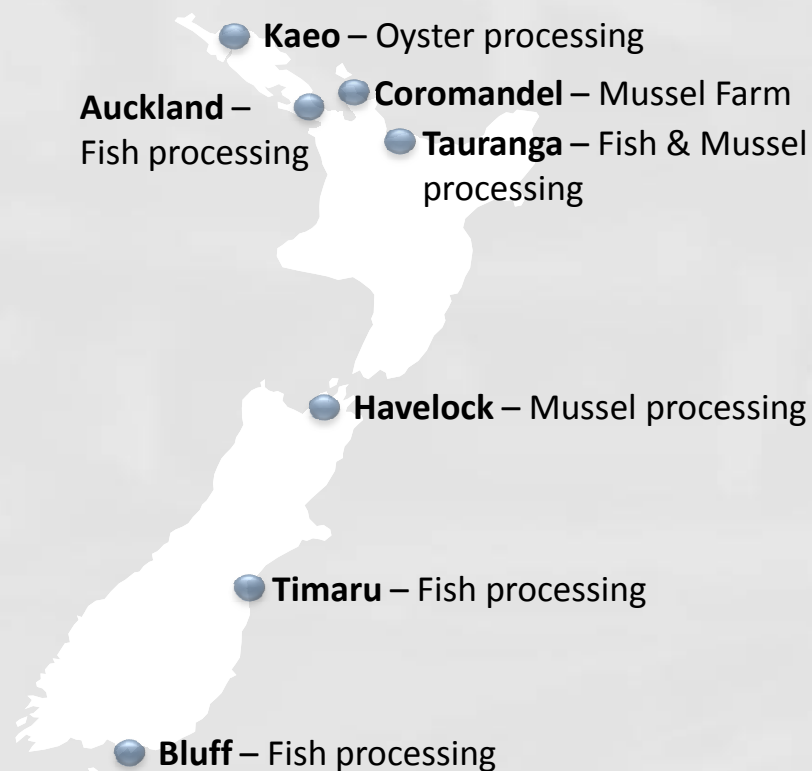 Kaeo – Oyster processing
Auckland –
Fish processing
Coromandel – Mussel Farm
Tauranga – Fish & Mussel
processing
Havelock – Mussel processing
Timaru – Fish processing
Bluff – Fish processing